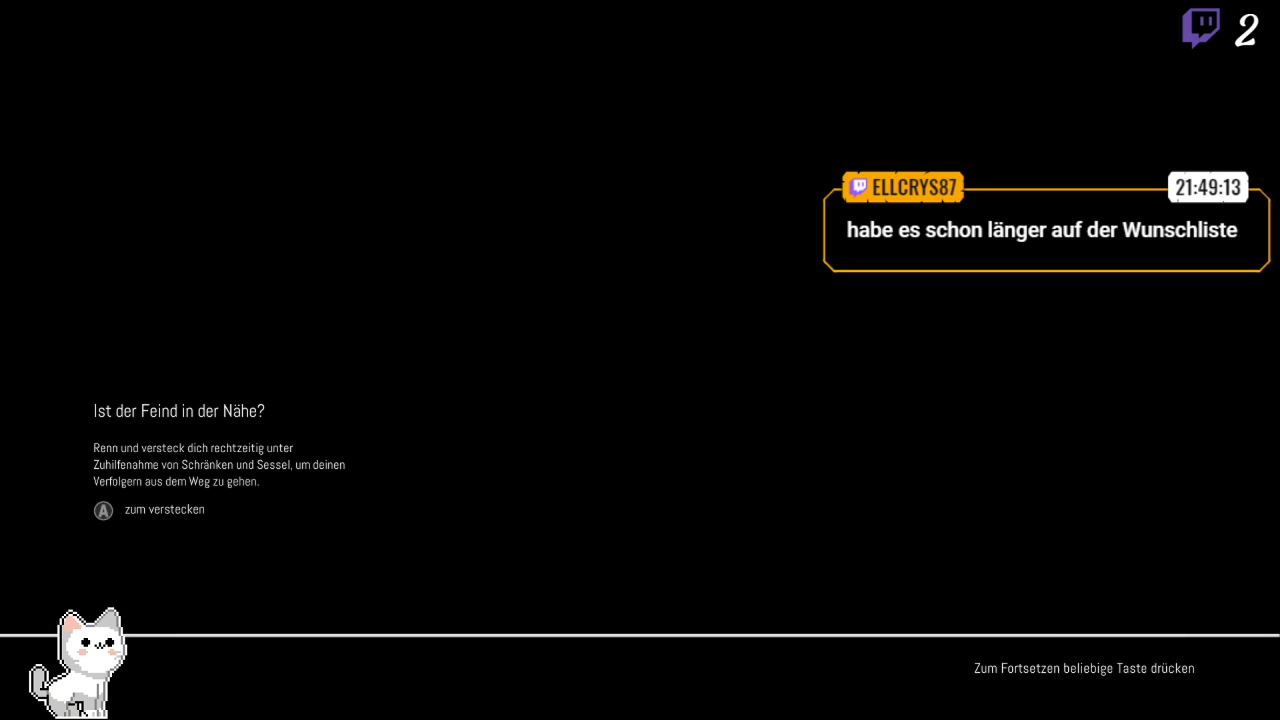 2
ELLCRYS87
21:49:13
habe es schon länger auf der Wunschliste
Ist der Feind in der Nähe?
Renn und versteck dich rechtzeitig unter
Zuhilfenahme von Schränken und Sessel, um deinen
Verfolgern aus dem Weg zu gehen.
A zum verstecken
Zum Fortsetzen beliebige Taste drücken